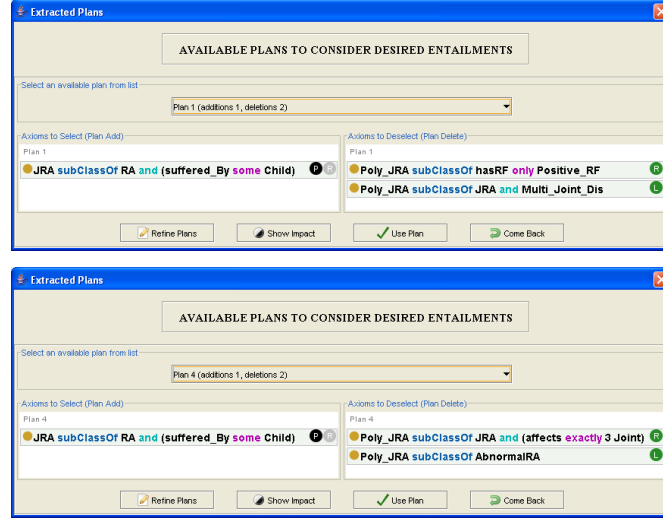 Extracted Plans
AVAILABLE PLANS TO CONSIDER DESIRED ENTAILMENTS
Select an available plan from list
Plan 1 (additions 1, deletions 2)
Axioms to Select (Plan Add)
Plan 1
JRA subClassOf RA and (suffered_By some Child) P R
Axioms to Deselect (Plan Delete)
Plan 1
Poly_JRA subClassOf hasRF only Positive_RF R
Poly_JRA subClassOf JRA and Multi_Joint_Dis L
Refine Plans Show Impact Use Plan Come Back
Extracted Plans
AVAILABLE PLANS TO CONSIDER DESIRED ENTAILMENTS
Select an available plan from list
Plan 4 (additions 1, deletions 2)
Axioms to Select (Plan Add)
Plan 4
JRA subClassOf RA and (suffered_By some Child) P R
Axioms to Deselect (Plan Delete)
Plan 4
Poly_JRA subClassOf JRA and (affects exactly 3 Joint) R
Poly_JRA subClassOf AbnormalRA L
Refine Plans Show Impact Use Plan Come Back